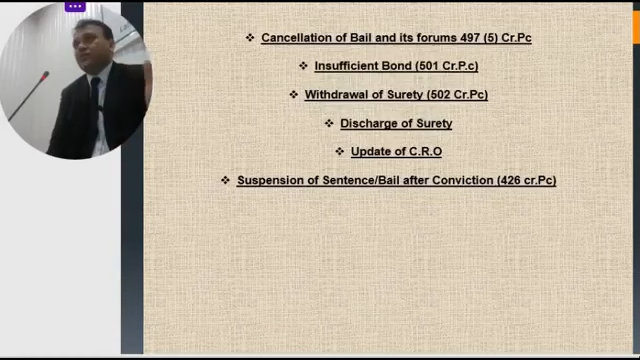 ❖ Cancellation of Bail and its forums 497 (5) Cr.Pc
❖ Insufficient Bond (501 Cr.P.c)
❖ Withdrawal of Surety (502 Cr.Pc)
❖ Discharge of Surety
❖ Update of C.R.O
❖ Suspension of Sentence/Bail after Conviction (426 cr.Pc)